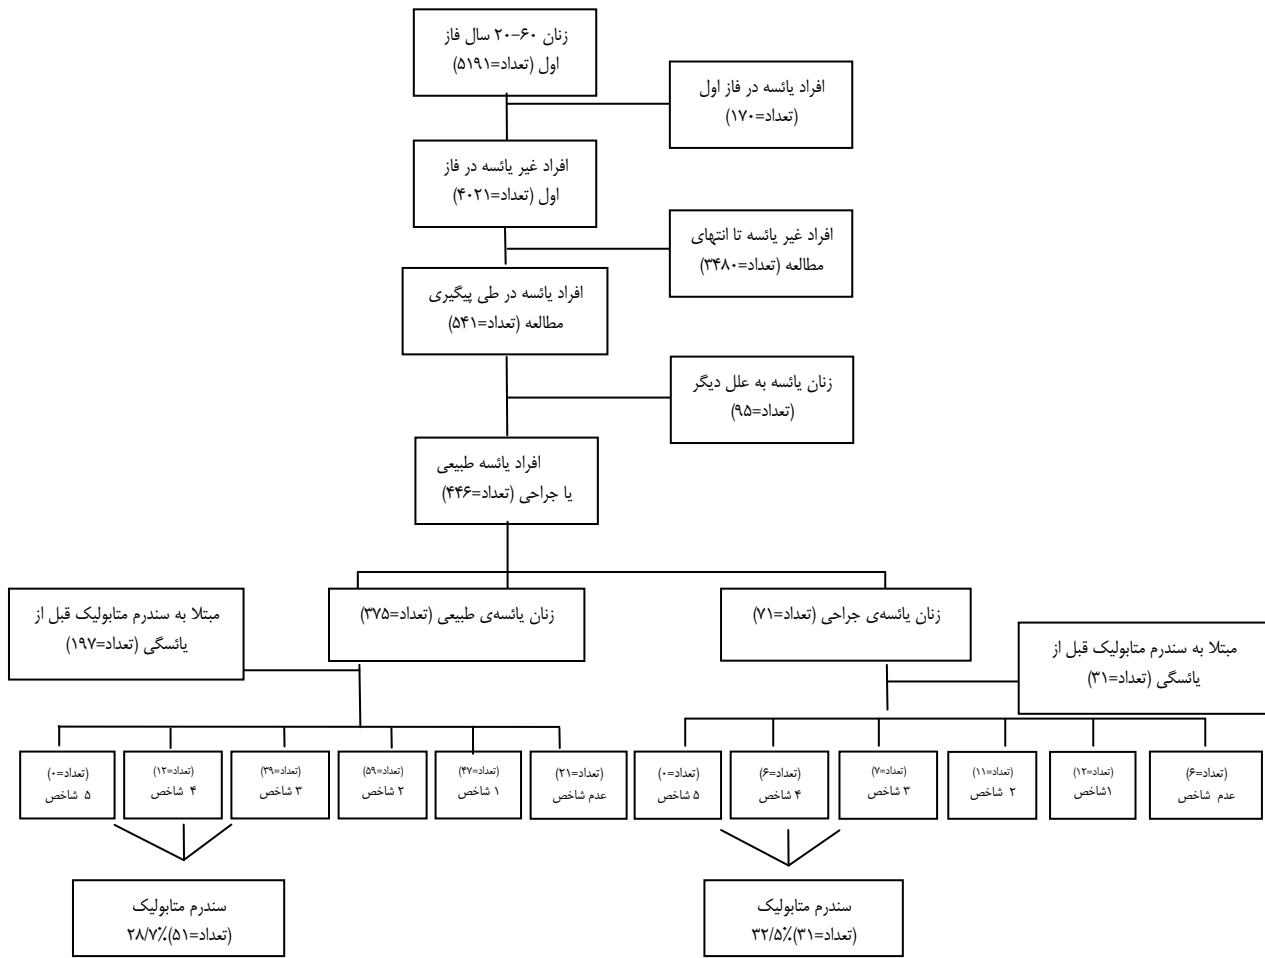 زنان ۶۰-۲۰ سال فاز
اول (تعداد=۵۱۹۱)
افراد یائسه در فاز اول
(تعداد=۱۷۰)
افراد غیر یائسه در فاز
اول (تعداد=۴۰۲۱)
افراد غیر یائسه تا انتهای
مطالعه (تعداد=۳۴۸۰)
افراد یائسه در طی پیگیری
مطالعه (تعداد=۵۴۱)
زنان یائسه به علل دیگر
(تعداد=۹۵)
افراد یائسه طبیعی
یا جراحی (تعداد=۴۴۶)
زنان یائسه‌ی جراحی (تعداد=۷۱)
زنان یائسه‌ی طبیعی (تعداد=۳۷۵)
مبتلا به سندرم متابولیک قبل از
یائسگی (تعداد=۱۹۷)
مبتلا به سندرم متابولیک قبل از
یائسگی (تعداد=۳۱)
(تعداد=۶)
عدم شاخص
(تعداد=۱۲)
۱شاخص
(تعداد=۱۱)
۲ شاخص
(تعداد=۷)
۳ شاخص
(تعداد=۶)
۴ شاخص
(تعداد=۰)
۵ شاخص
(تعداد=۲۱)
عدم شاخص
(تعداد=۴۷)
۱ شاخص
(تعداد=۵۹)
۲ شاخص
(تعداد=۳۹)
۳ شاخص
(تعداد=۱۲)
۴ شاخص
(تعداد=۰)
۵ شاخص
سندرم متابولیک
(تعداد=۳۱)۳۲/۵٪
سندرم متابولیک
(تعداد=۵۱)۲۸/۷٪